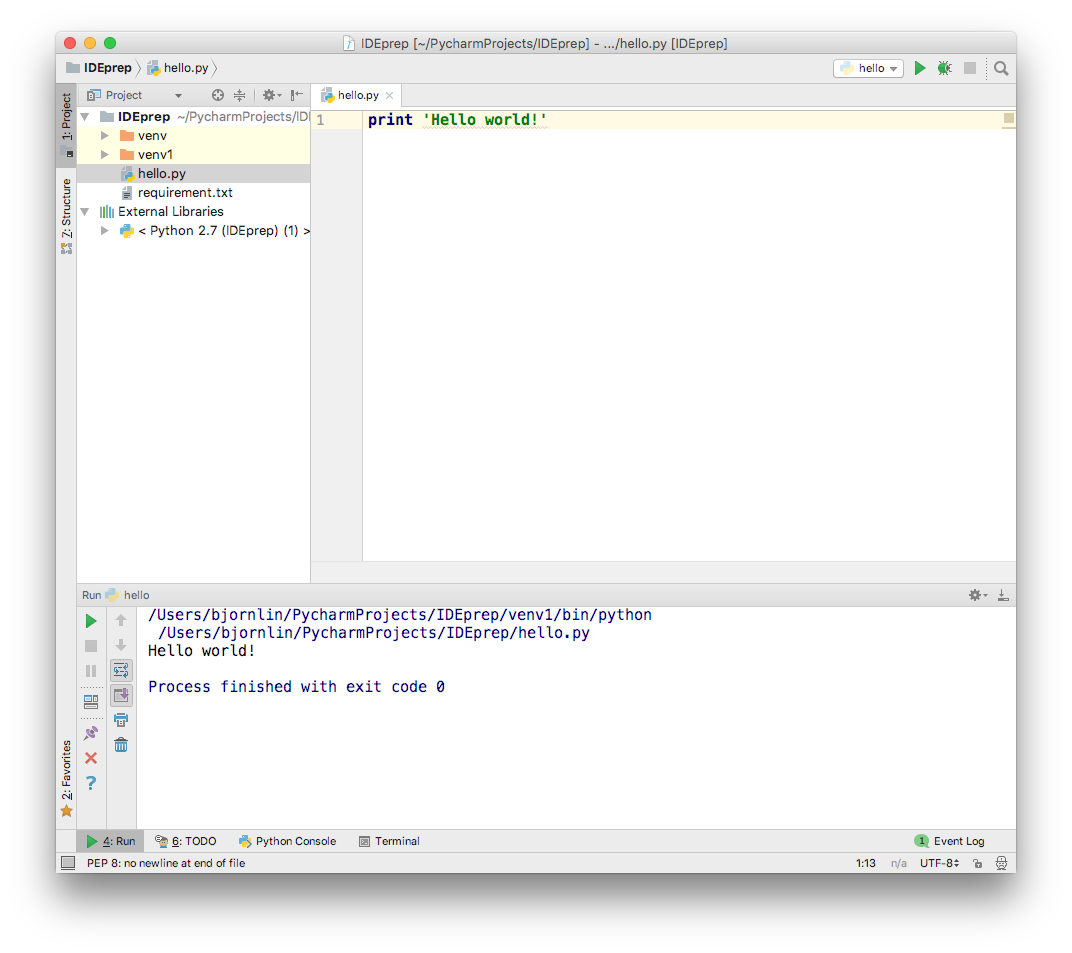 IDEprep [~/PycharmProjects/IDEprep] - .../hello.py [IDEprep]
IDEprep hello.py
hello
1: Project
Z: Structure
2: Favorites
Project
IDEprep ~/PycharmProjects/IDE
venv
venv1
hello.py
requirement.txt
External Libraries
< Python 2.7 (IDEprep) (1) >
hello.py
1 print 'Hello world!'
Run hello
/Users/bjornlin/PycharmProjects/IDEprep/venv1/bin/python
/Users/bjornlin/PycharmProjects/IDEprep/hello.py
Hello world!
Process finished with exit code 0
?
4: Run 6: TODO Python Console Terminal 1 Event Log
PEP 8: no newline at end of file 1:13 n/a UTF-8